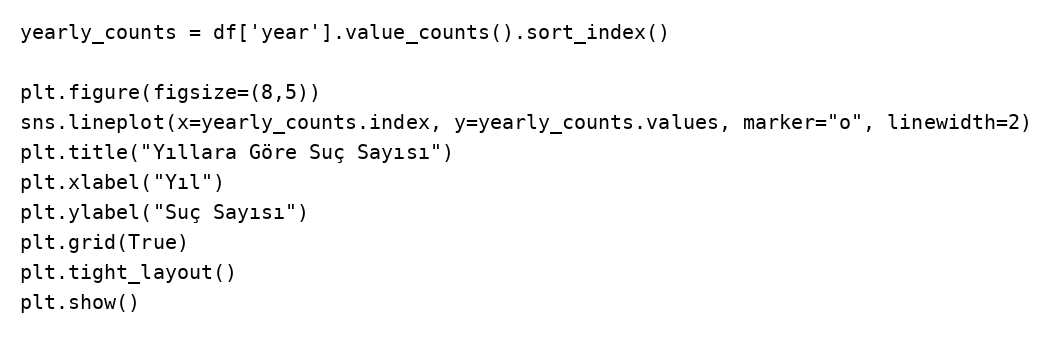 yearly_counts = df['year'].value_counts().sort_index()
plt.figure(figsize=(8,5))
sns.lineplot(x=yearly_counts.index, y=yearly_counts.values, marker="o", linewidth=2)
plt.title("Yıllara Göre Suç Sayısı")
plt.xlabel("Yıl")
plt.ylabel("Suç Sayısı")
plt.grid(True)
plt.tight_layout()
plt.show()